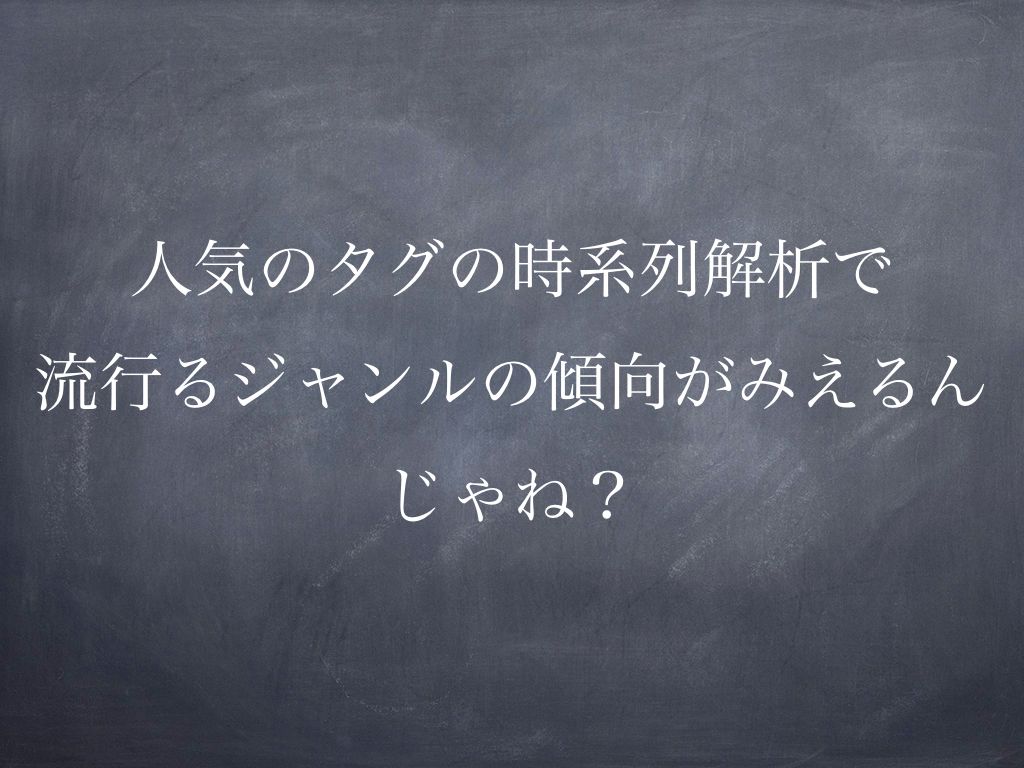 人気のタグの時系列解析で
流行るジャンルの傾向がみえるん
じゃね？